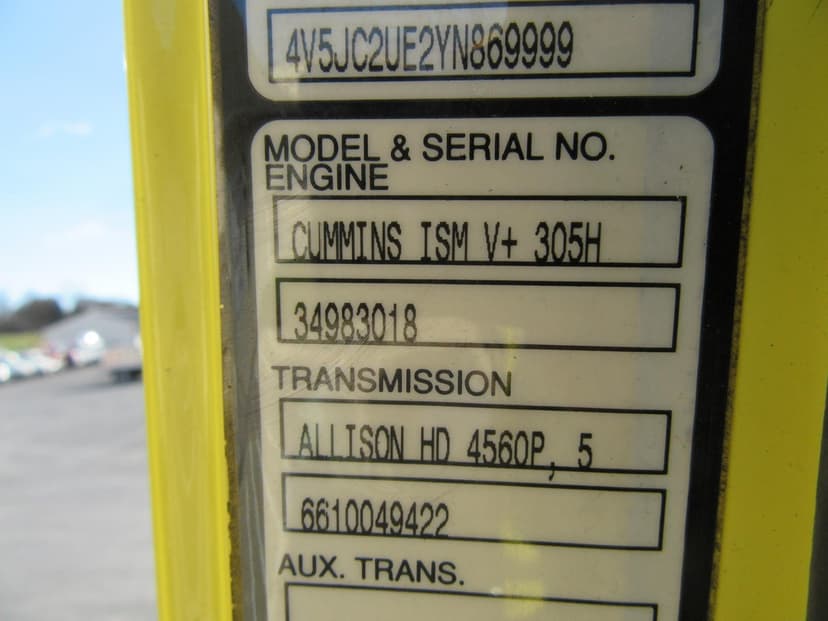 4V5JC2UE2YN869999
MODEL & SERIAL NO.
ENGINE
CUMMINS ISM V+ 305H
34983018
TRANSMISSION
ALLISON HD 4560P, 5
6610049422
AUX. TRANS.